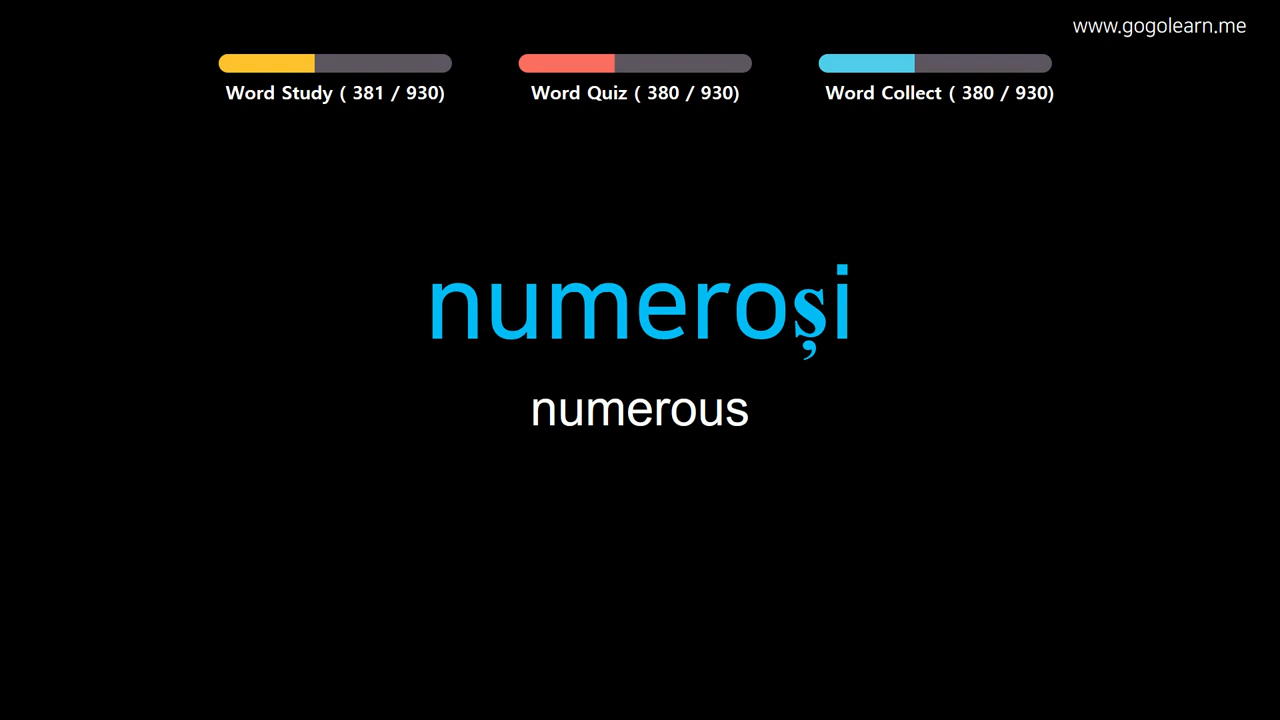 www.gogolearn.me
Word Study ( 381 / 930)
Word Quiz ( 380 / 930)
Word Collect ( 380 / 930)
numeroși
numerous